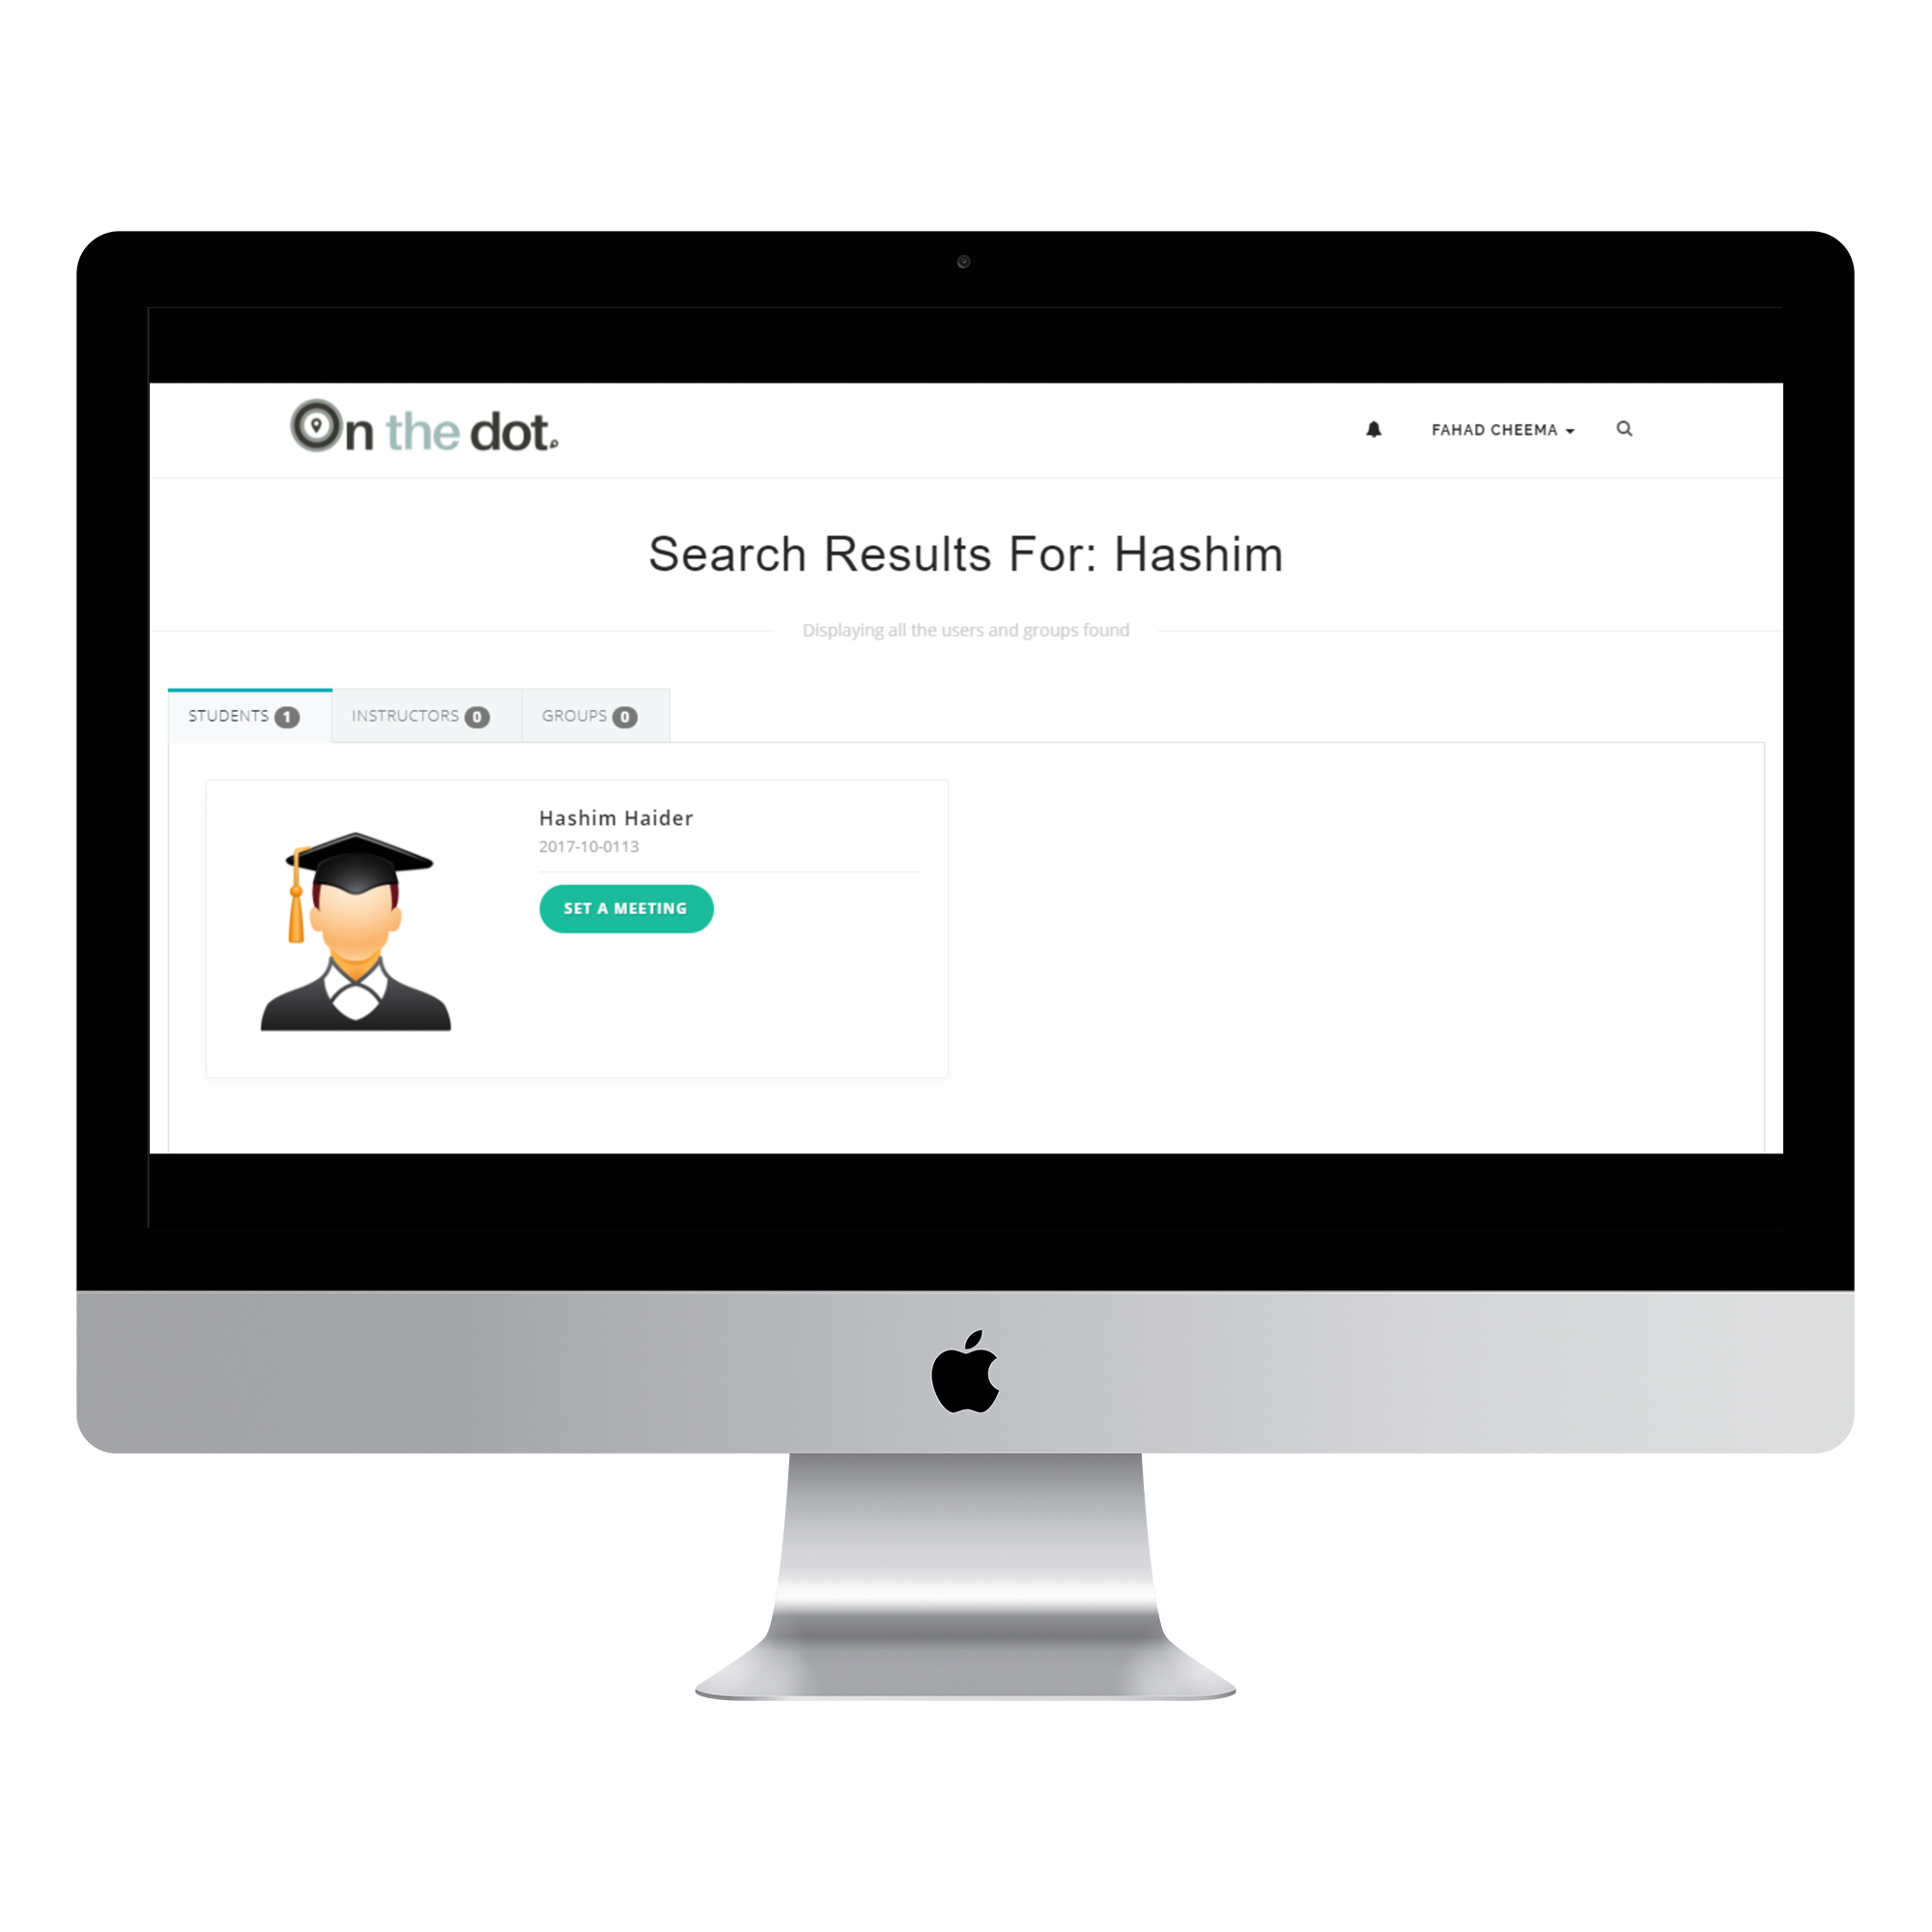 On the dot.
FAHAD CHEEMA
Search Results For: Hashim
Displaying all the users and groups found
STUDENTS 1 INSTRUCTORS 0 GROUPS 0
Hashim Haider
2017-10-0113
SET A MEETING